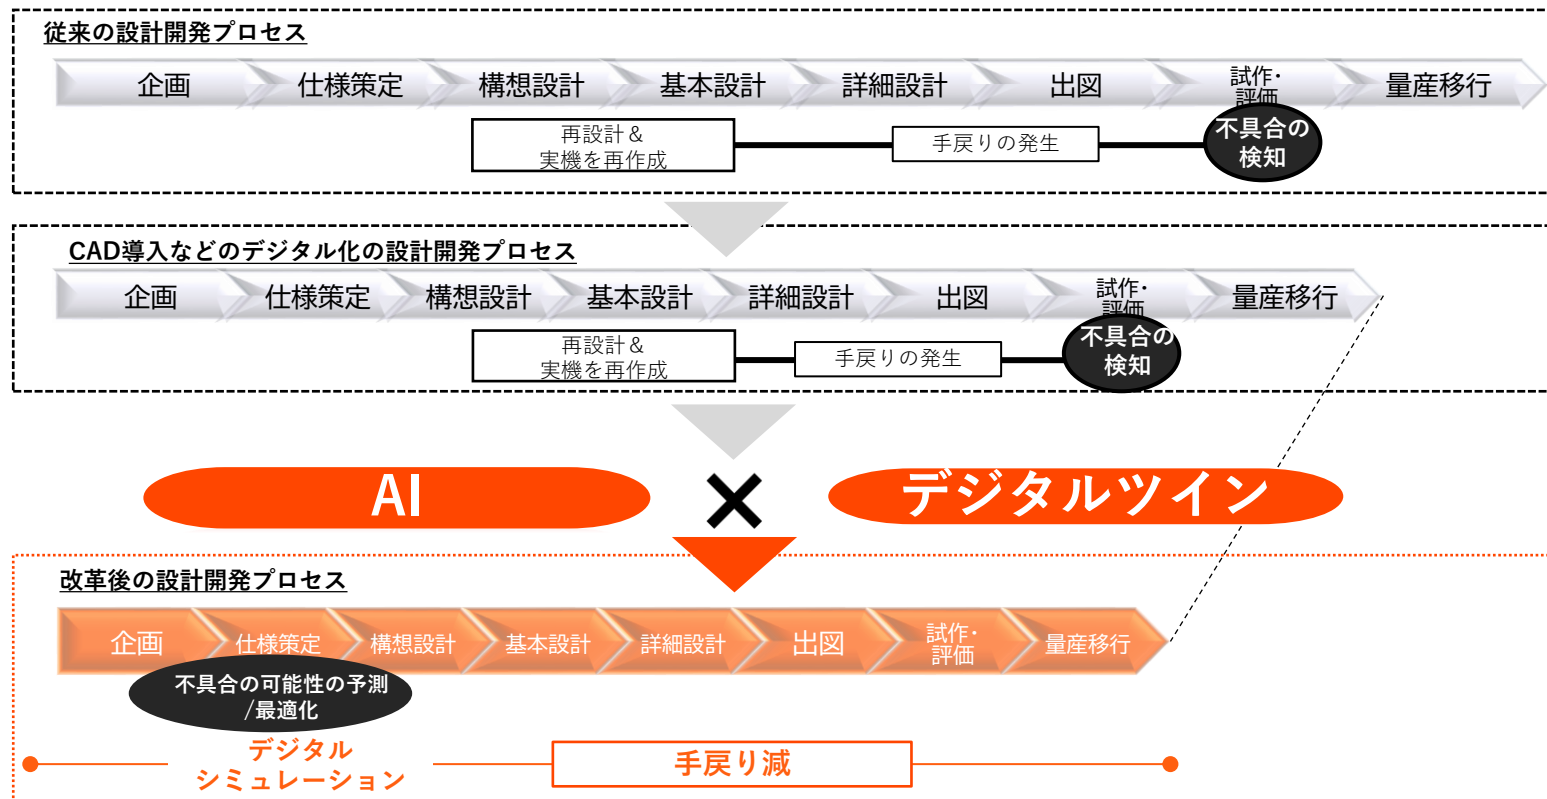 従来の設計開発プロセス
企画
仕様策定
構想設計
基本設計
詳細設計
出図
試作・
評価
量産移行
再設計＆
実機を再作成
手戻りの発生
不具合の
検知
CAD導入などのデジタル化の設計開発プロセス
企画
仕様策定
構想設計
基本設計
詳細設計
出図
試作・
評価
量産移行
再設計＆
実機を再作成
手戻りの発生
不具合の
検知
AI
×
デジタルツイン
改革後の設計開発プロセス
企画
仕様策定
構想設計
基本設計
詳細設計
出図
試作・
評価
量産移行
不具合の可能性の予測
/最適化
デジタル
シミュレーション
手戻り減